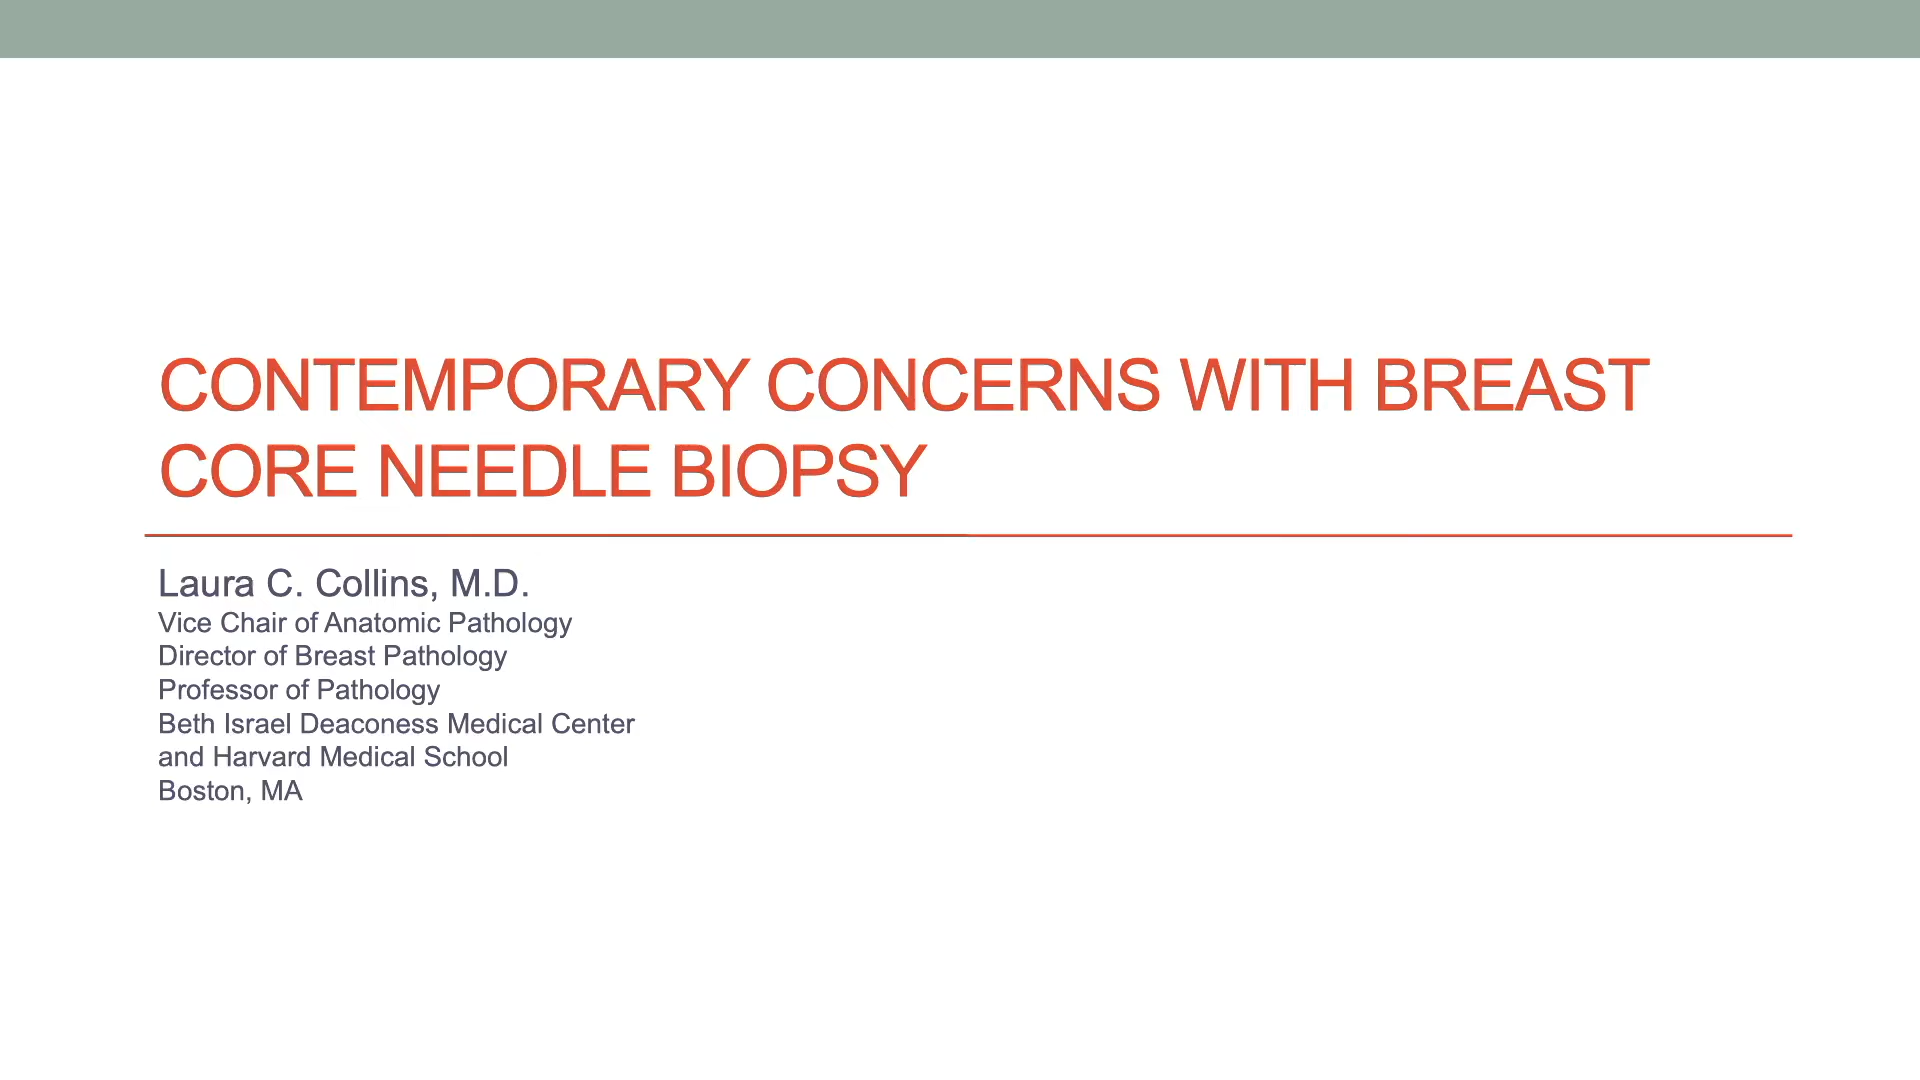 CONTEMPORARY CONCERNS WITH BREAST
CORE NEEDLE BIOPSY
Laura C. Collins, M.D.
Vice Chair of Anatomic Pathology
Director of Breast Pathology
Professor of Pathology
Beth Israel Deaconess Medical Center
and Harvard Medical School
Boston, MA